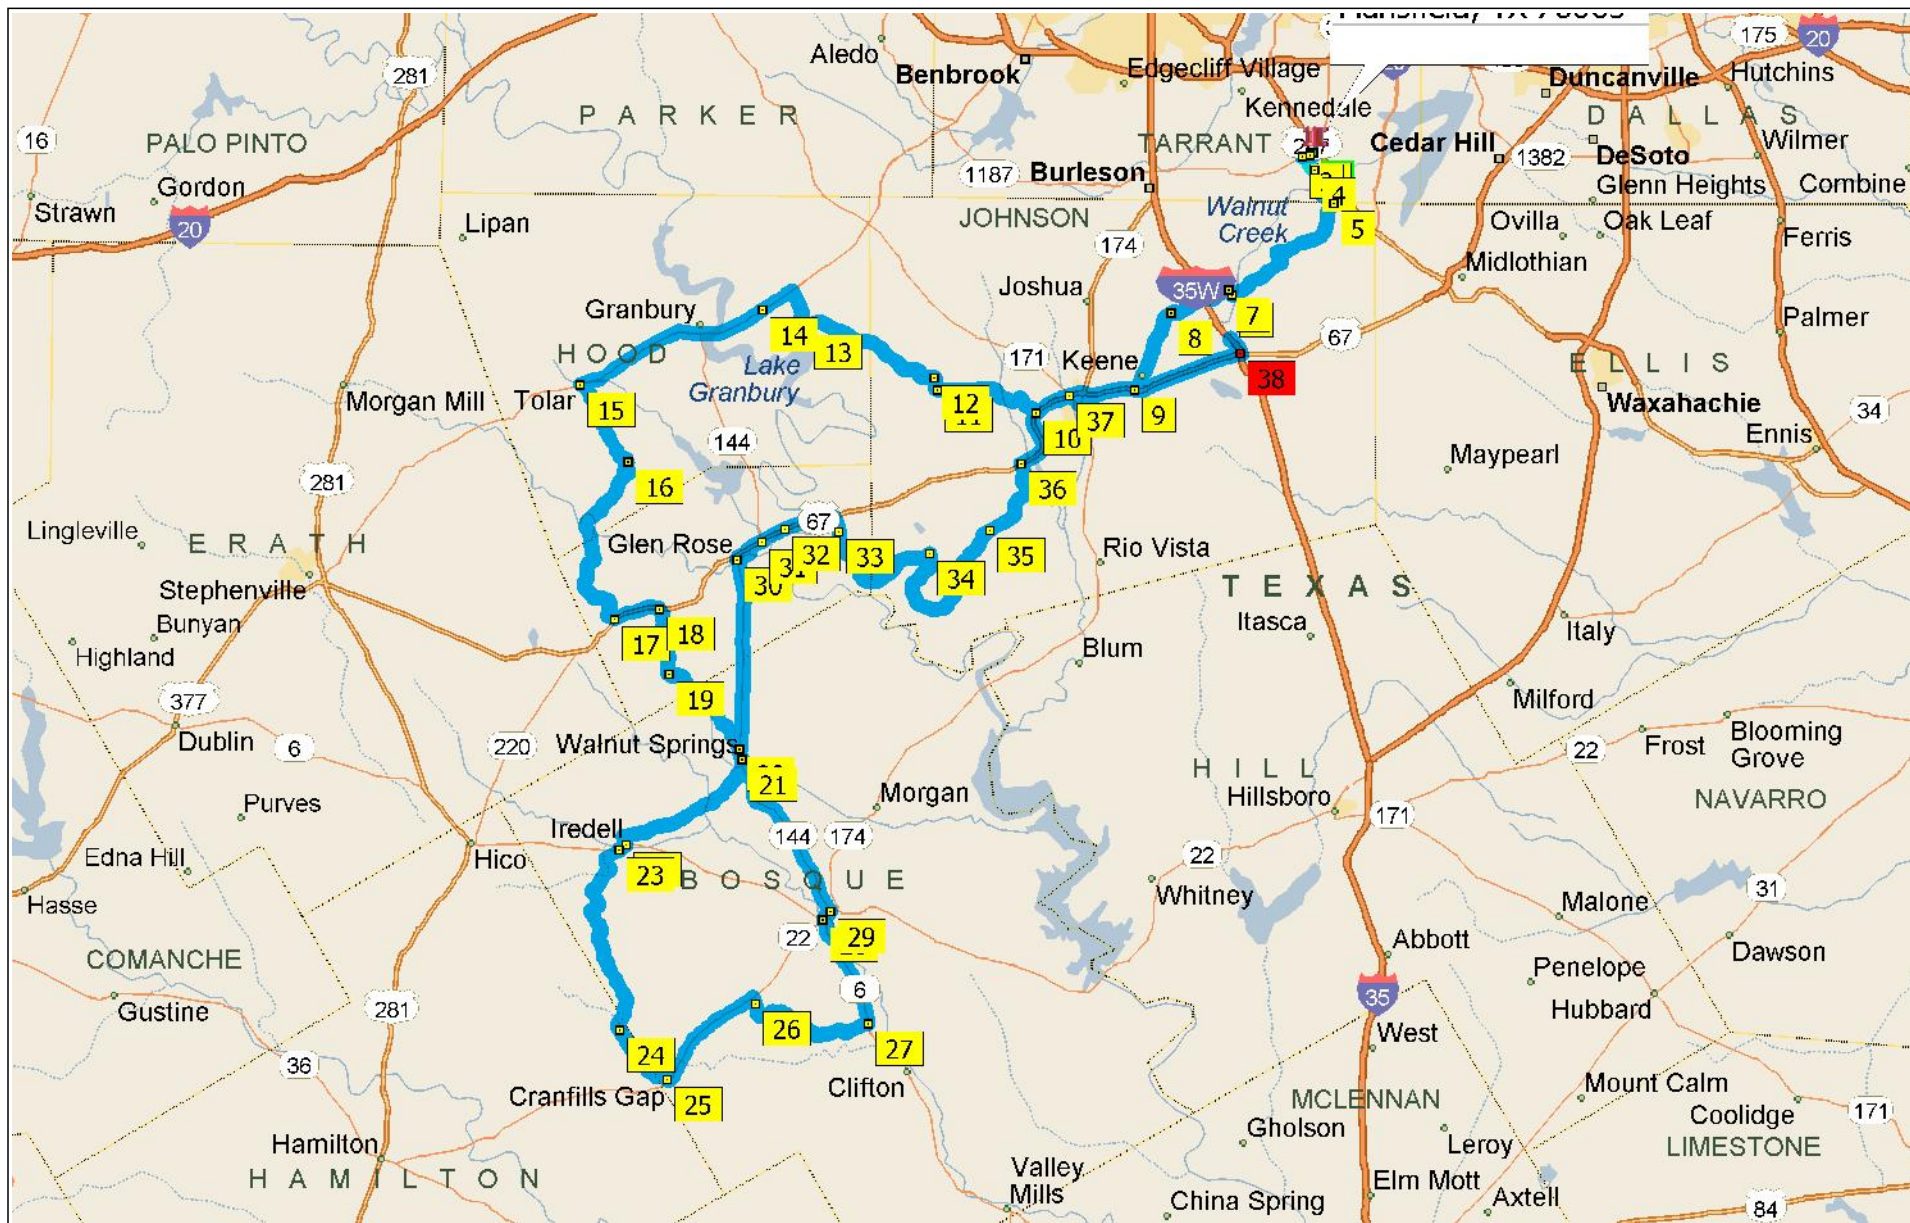 Mansfield, TX 76063
Aledo
Benbrook
Edgecliff Village
Kennedale
175
20
Duncanville
Hutchins
281
16
PALO PINTO
PARKER
TARRANT
Cedar Hill
1382
DALLAS
DeSoto
Wilmer
Gordon
Strawn
20
Lipan
1187
Burleson
JOHNSON
Walnut
Creek
4
5
Glenn Heights
Combine
Ovilla
Oak Leaf
Ferris
174
Midlothian
Joshua
35W
7
8
Granbury
14
13
HOOD
Lake
Granbury
171
Keene
67
Palmer
ELLIS
38
Waxahachie
34
Ennis
Morgan Mill
Tolar
15
12
11
10
37
9
144
Maypearl
281
16
36
Lingleville
ERATH
Glen Rose
67
32
31
30
33
34
35
Rio Vista
Stephenville
TEXAS
Bunyan
Highland
17
18
Itasca
Italy
Blum
19
377
Dublin
6
220
Walnut Springs
21
Milford
22
Frost
Blooming
Grove
HILL
Hillsboro
NAVARRO
Purves
Morgan
Iredell
144
174
171
Edna Hill
Hico
23
BOSQUE
22
Whitney
31
Hasse
Malone
22
29
Abbott
Dawson
COMANCHE
Penelope
Gustine
281
6
35
Hubbard
26
27
West
36
24
Cranfills Gap
25
Clifton
Mount Calm
MCLENNAN
Coolidge
171
Gholson
Leroy
LIMESTONE
Hamilton
HAMILTON
Valley
Mills
China Spring
Elm Mott
Axtell
84